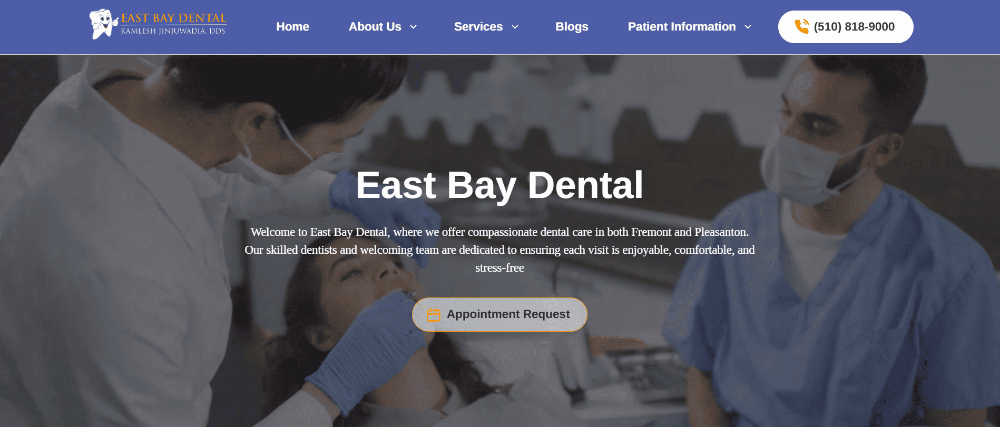 EAST BAY DENTAL
KAMLESH JINJUWADIA, DDS
Home
About Us
Services
Blogs
Patient Information
(510) 818-9000
East Bay Dental
Welcome to East Bay Dental, where we offer compassionate dental care in both Fremont and Pleasanton.
Our skilled dentists and welcoming team are dedicated to ensuring each visit is enjoyable, comfortable, and
stress-free
Appointment Request